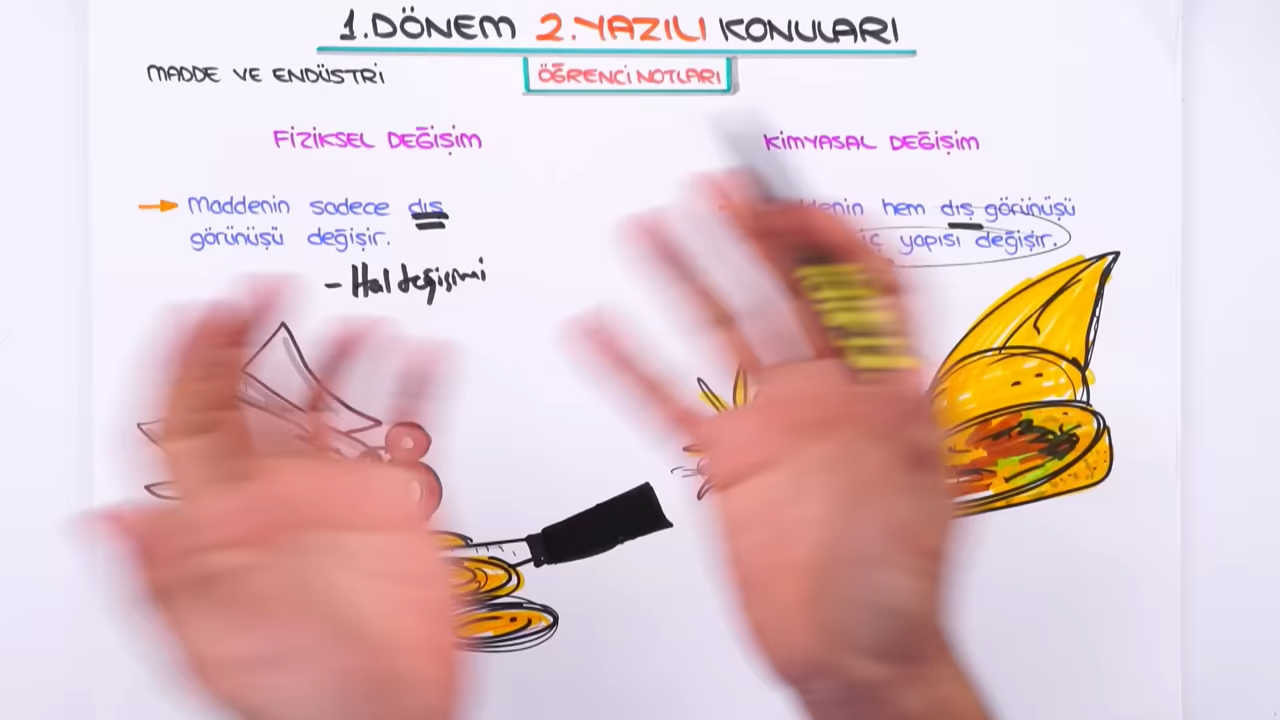 1.DÖNEM 2.YAZILI KONULARI
MADDE VE ENDÜSTRİ
ÖĞRENCİ NOTLARI
FİZİKSEL DEĞİŞİM
KİMYASAL DEĞİŞİM
Maddenin sadece dış
görünüşü değişir.
- Hal değişimi
hem dış görünüşü
iç yapısı değişir.